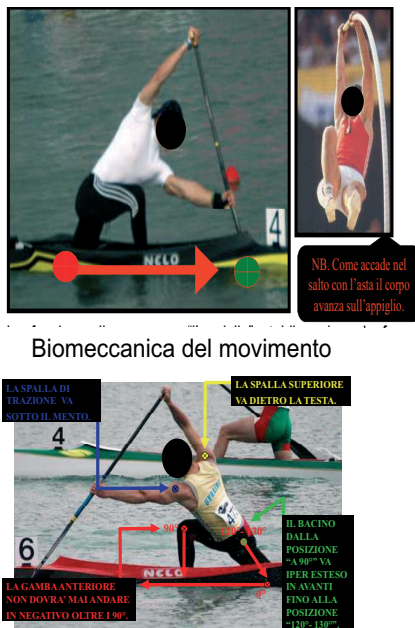 4
NELO
NB. Come accade nel
salto con l'asta il corpo
avanza sull'appiglio.
Biomeccanica del movimento
LA SPALLA DI
TRAZIONE VA
SOTTO IL MENTO.
LA SPALLA SUPERIORE
VA DIETRO LA TESTA.
4
6
90°
120°- 130°
NELO
0°
LA GAMBA ANTERIORE
NON DOVRA' MAI ANDARE
IN NEGATIVO OLTRE I 90°.
IL BACINO
DALLA
POSIZIONE
“A 90°” VA
IPER ESTESO
IN AVANTI
FINO ALLA
POSIZIONE
“120°- 130°”.